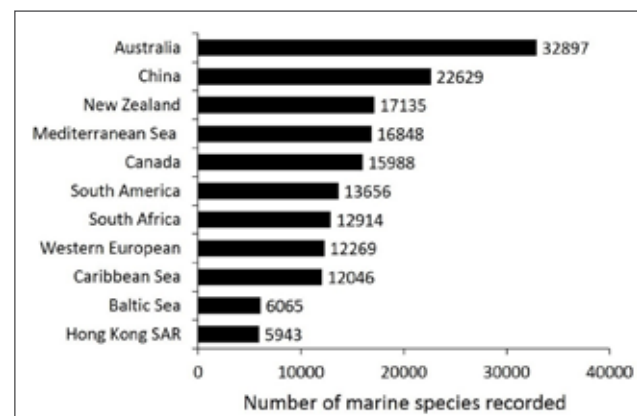 Australia 32897
China 22629
New Zealand 17135
Mediterranean Sea 16848
Canada 15988
South America 13656
South Africa 12914
Western European 12269
Caribbean Sea 12046
Baltic Sea 6065
Hong Kong SAR 5943
0 10000 20000 30000 40000
Number of marine species recorded